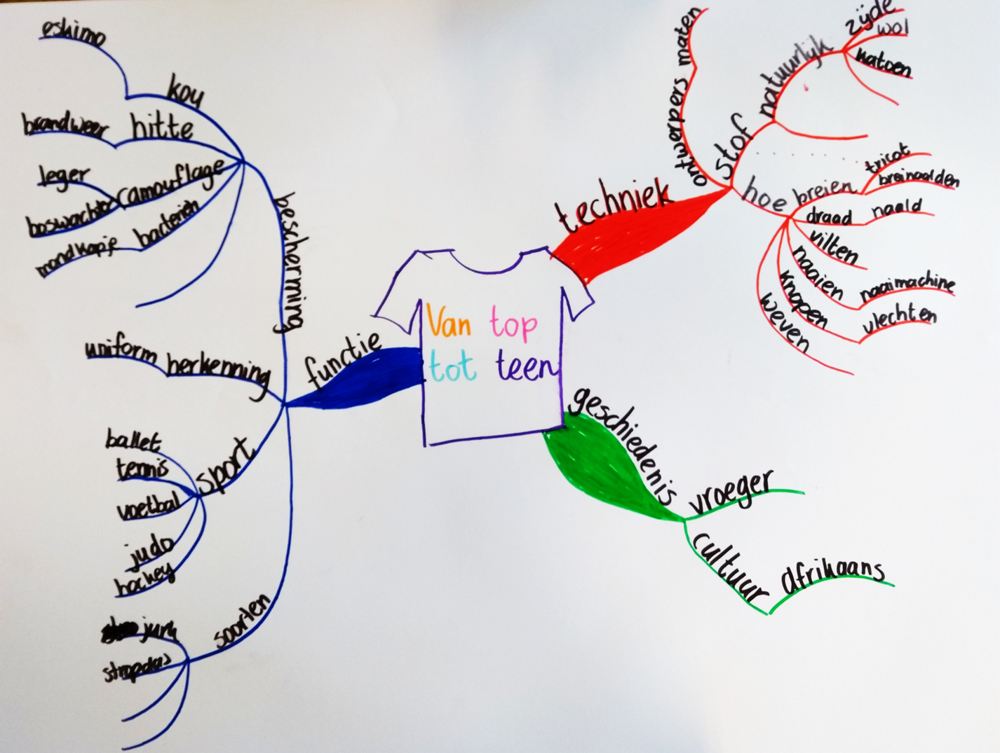 Van top
tot teen
techniek
ontwerpers maten
stof
natuurlijk
zijde
wol
katoen
hoe
breien
tricot
breinaalden
draad
naald
vilten
naaien
naaimachine
knopen
vlechten
weven
geschiedenis
vroeger
cultuur
afrikaans
functie
bescherming
kou
eskimo
hitte
brandweer
camouflage
leger
boswachter
bacteriën
mondkapje
herkenning
uniform
sport
ballet
tennis
voetbal
judo
hockey
soorten
jurk
stropdas